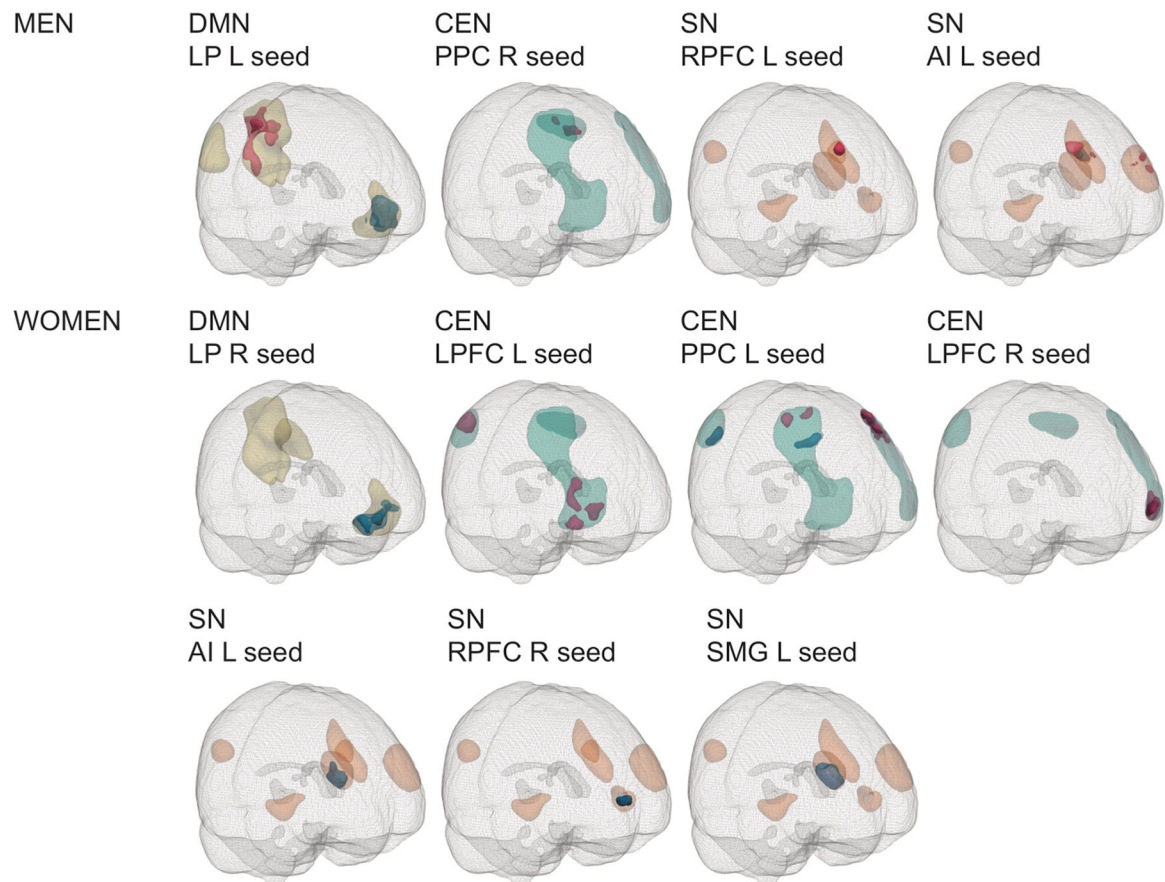 MEN
DMN
LP L seed
CEN
PPC R seed
SN
RPFC L seed
SN
AI L seed
WOMEN
DMN
LP R seed
CEN
LPFC L seed
CEN
PPC L seed
CEN
LPFC R seed
SN
AI L seed
SN
RPFC R seed
SN
SMG L seed